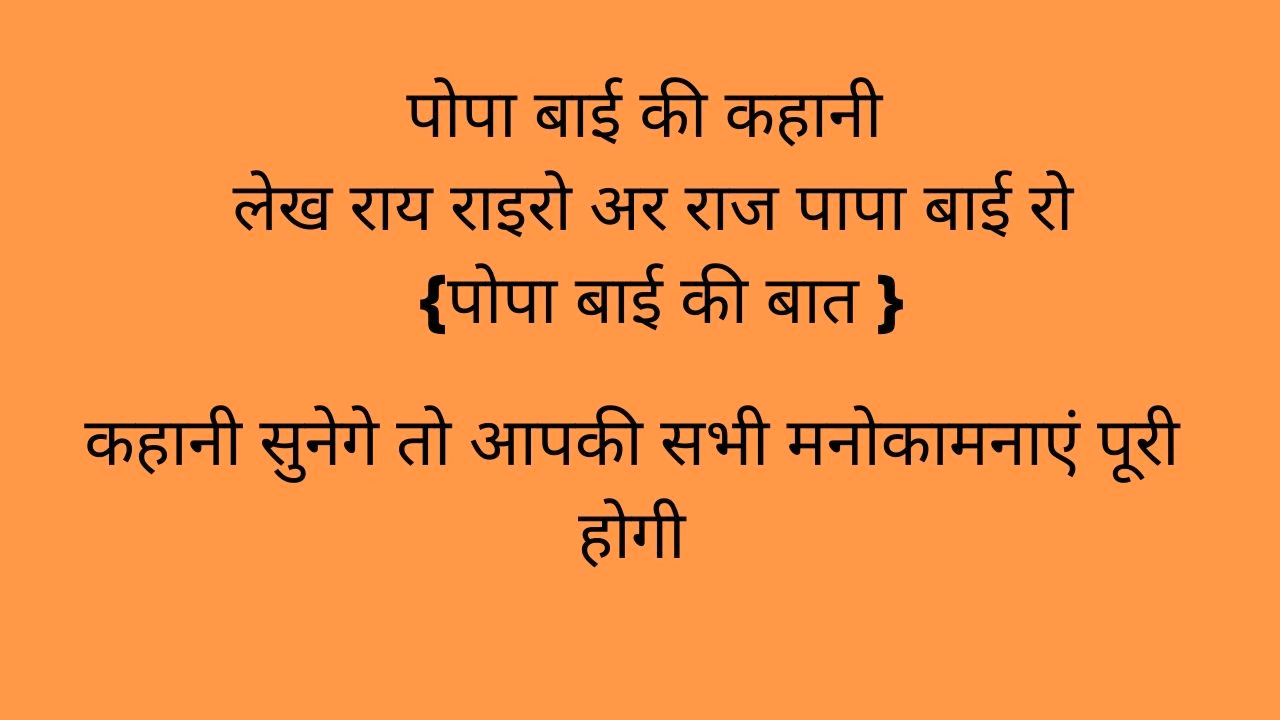 पोपा बाई की कहानी
लेख राय राइरो अर राज पापा बाई रो
{पोपा बाई की बात }
कहानी सुनेगे तो आपकी सभी मनोकामनाएं पूरी
होगी